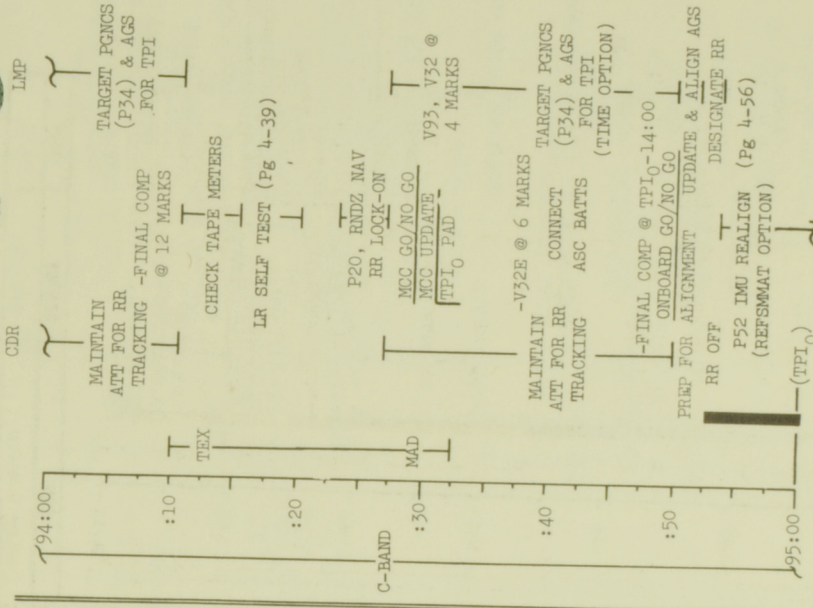 CDR
LMP
94:00
:10
:20
:30
:40
:50
95:00
C-BAND
TEX
MAD
MAINTAIN
ATT FOR RR
TRACKING
-FINAL COMP
@ 12 MARKS
TARGET PGNCS
(P34) & AGS
FOR TPI
CHECK TAPE METERS
LR SELF TEST (Pg 4-39)
P20, RNDZ NAV
RR LOCK-ON
MCC GO/NO GO
MCC UPDATE
TPI0 PAD
V93, V32 @
4 MARKS
-V32E @ 6 MARKS
MAINTAIN
ATT FOR RR
TRACKING
CONNECT
ASC BATTS
TARGET PGNCS
(P34) & AGS
FOR TPI
(TIME OPTION)
-FINAL COMP @ TPI0-14:00
ONBOARD GO/NO GO
PREP FOR ALIGNMENT UPDATE & ALIGN AGS
RR OFF
DESIGNATE RR
P52 IMU REALIGN (Pg 4-56)
(REFSMMAT OPTION)
(TPI0)